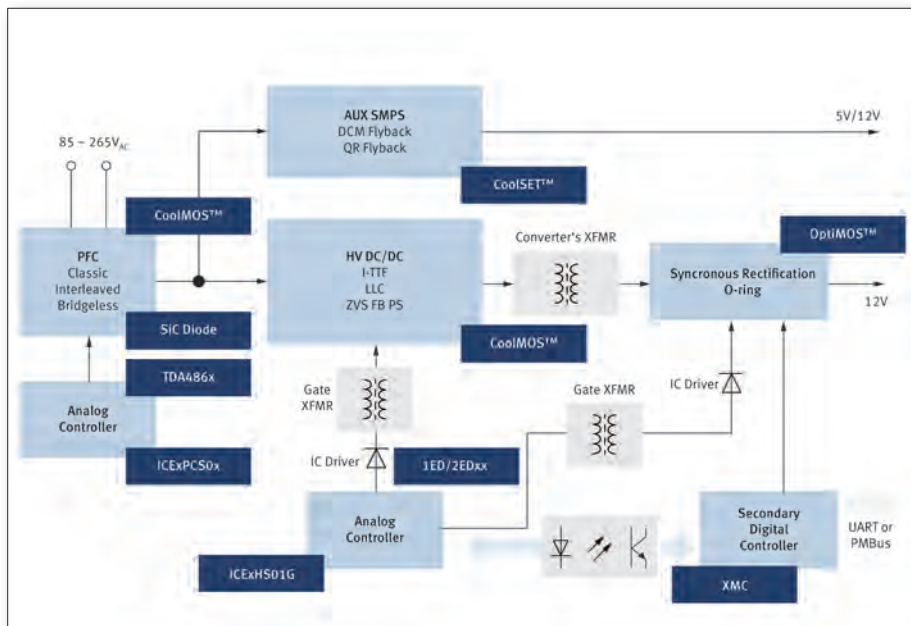 AUX SMPS
DCM Flyback
QR Flyback
5V/12V
CoolSET™
85 – 265VAC
CoolMOS™
PFC
Classic
Interleaved
Bridgeless
SiC Diode
HV DC/DC
I-TTF
LLC
ZVS FB PS
CoolMOS™
Converter's XFMR
OptiMOS™
Syncronous Rectification
O-ring
12V
TDA486x
Analog
Controller
ICExPCS0x
Gate
XFMR
IC Driver
1ED/2EDxx
Gate XFMR
IC Driver
Analog
Controller
ICExHS01G
Secondary
Digital
Controller
UART or
PMBus
XMC